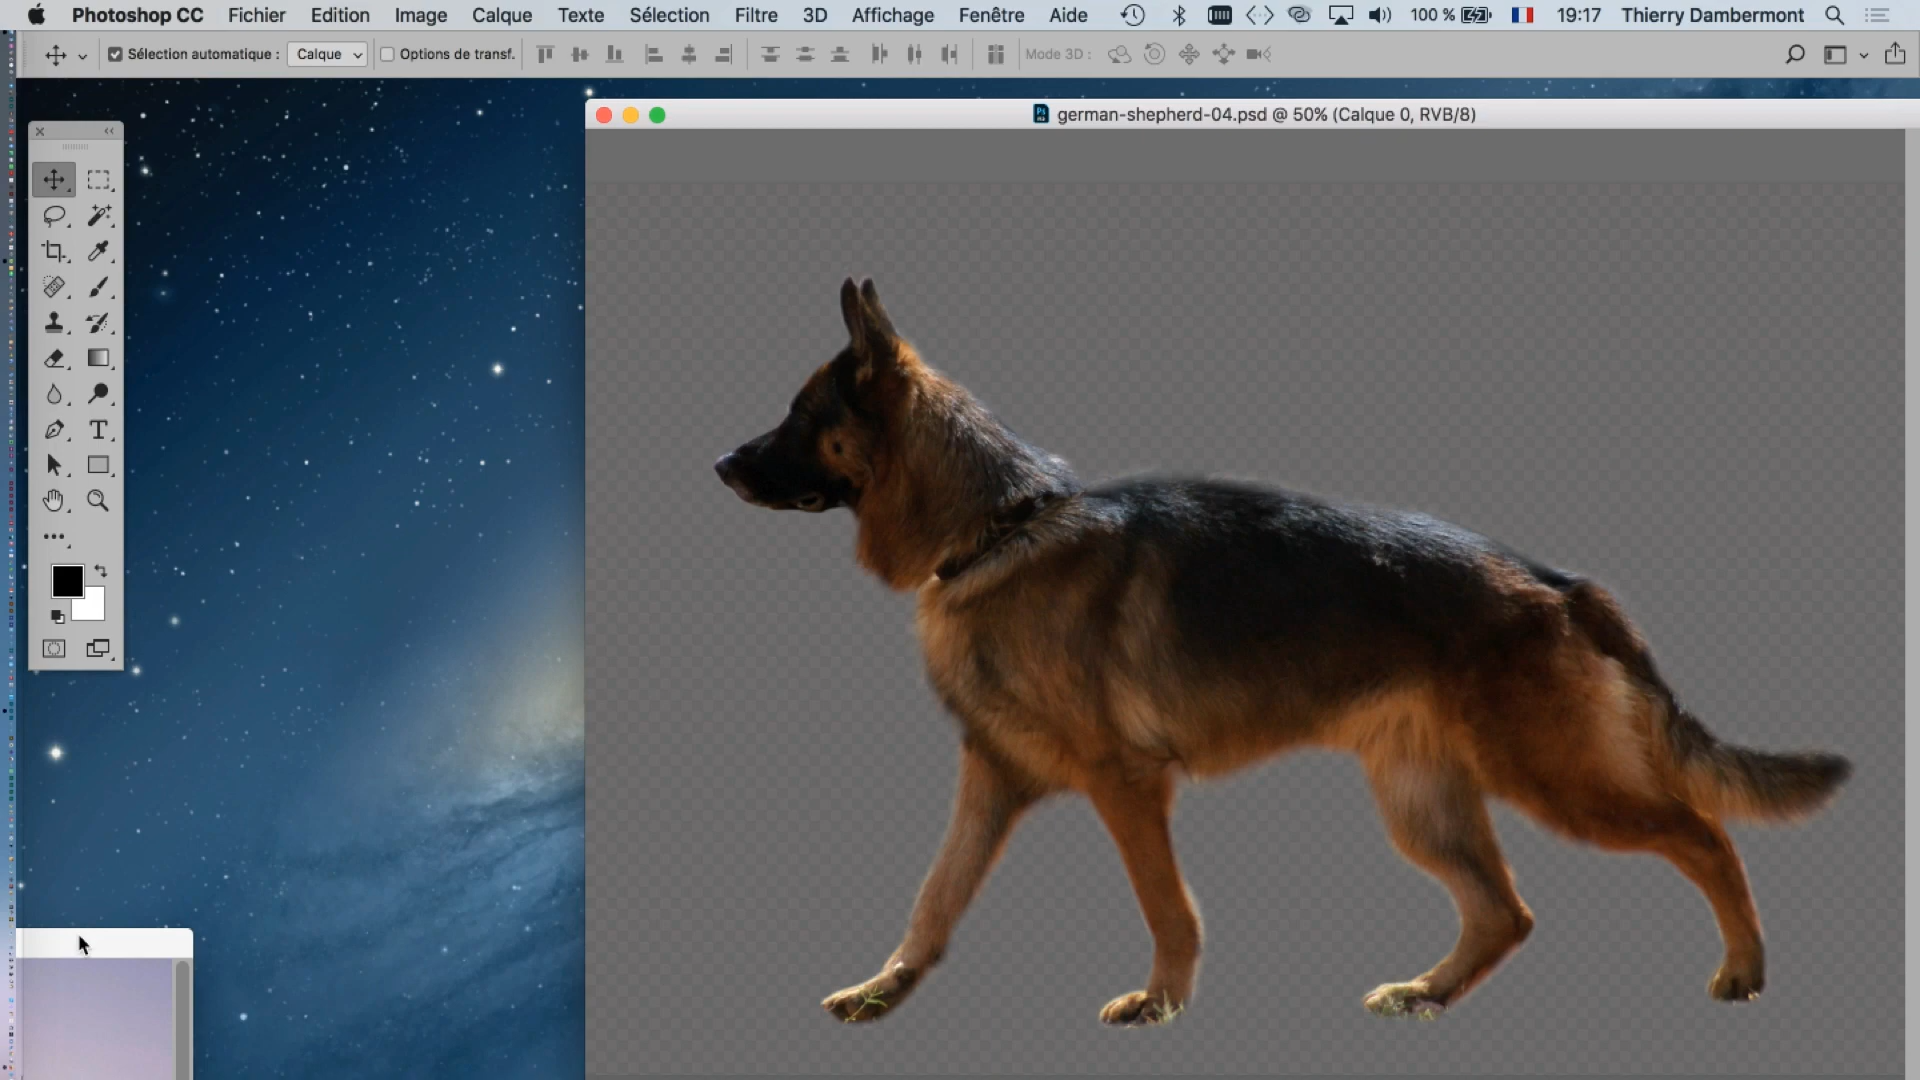 Photoshop CC Fichier Edition Image Calque Texte Sélection Filtre 3D Affichage Fenêtre Aide 100 % 19:17 Thierry Dambermont
Sélection automatique : Calque Options de transf. Mode 3D :
german-shepherd-04.psd @ 50% (Calque 0, RVB/8)